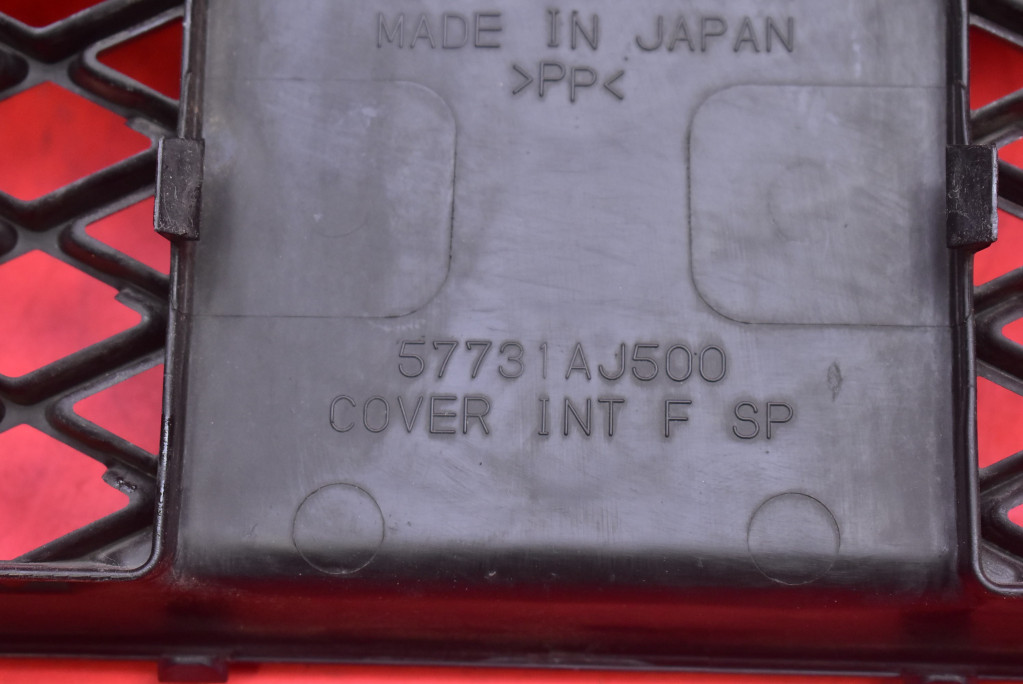 MADE IN JAPAN
>PP<
57731AJ500
COVER INT F SP